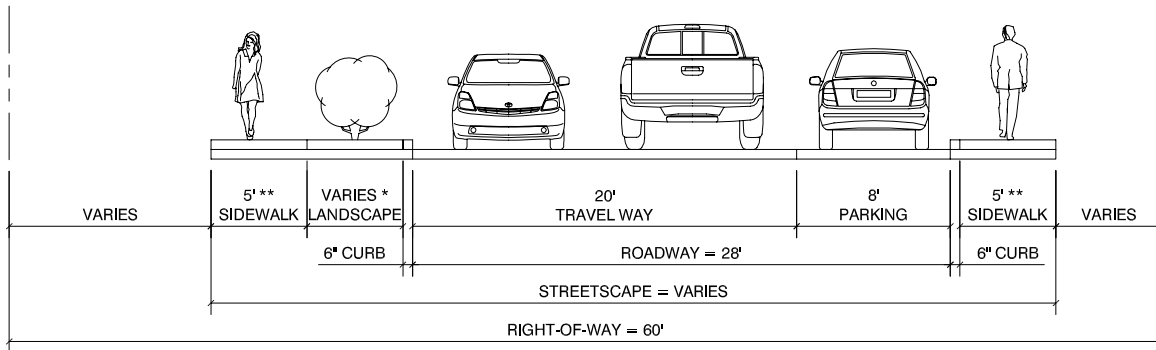 5' **
SIDEWALK
VARIES *
LANDSCAPE
20'
TRAVEL WAY
8'
PARKING
5' **
SIDEWALK
VARIES
VARIES
6" CURB
ROADWAY = 28'
6" CURB
STREETSCAPE = VARIES
RIGHT-OF-WAY = 60'